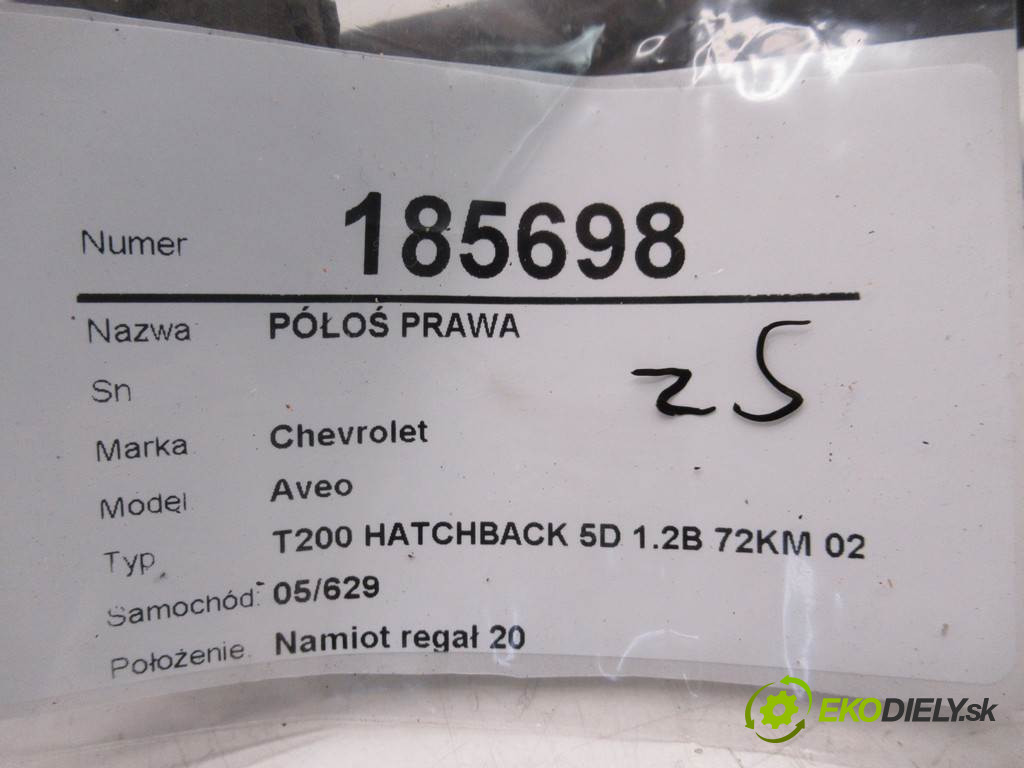 Numer 185698
Nazwa PÓŁOŚ PRAWA
25
Sn
Marka Chevrolet
Model Aveo
Typ T200 HATCHBACK 5D 1.2B 72KM 02
Samochód: 05/629
Położenie Namiot regał 20
EKODIELY.sk